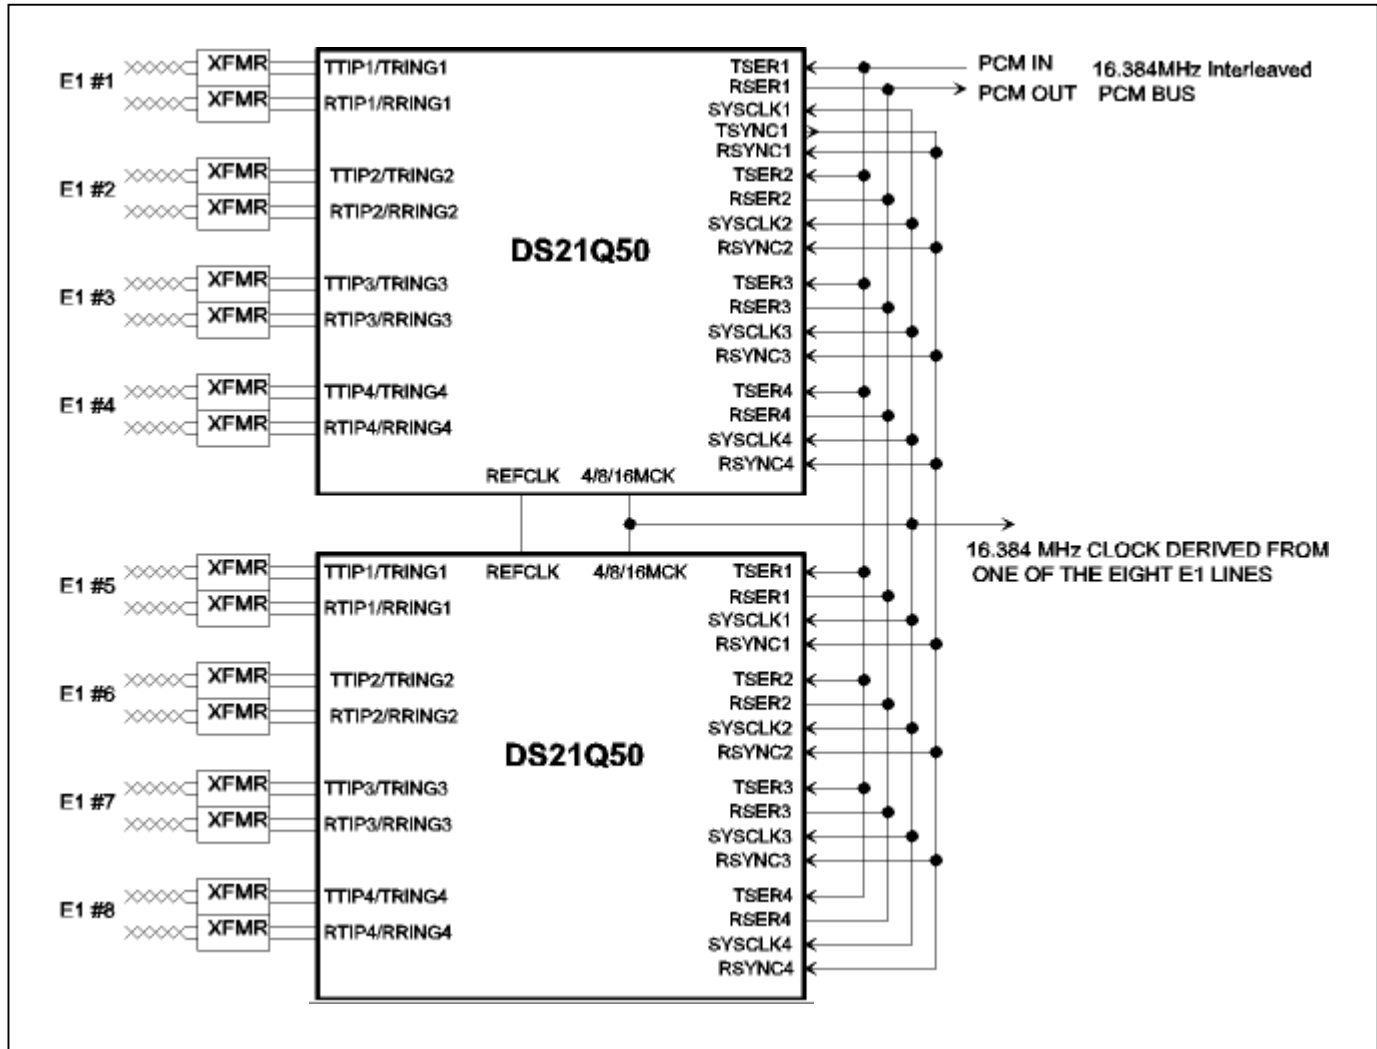 E1 #1
XFMR
XFMR
TTIP1/TRING1
RTIP1/RRING1
E1 #2
XFMR
XFMR
TTIP2/TRING2
RTIP2/RRING2
E1 #3
XFMR
XFMR
TTIP3/TRING3
RTIP3/RRING3
E1 #4
XFMR
XFMR
TTIP4/TRING4
RTIP4/RRING4
DS21Q50
REFCLK 4/8/16MCK
TSER1
RSER1
SYSCLK1
TSYNC1
RSYNC1
TSER2
RSER2
SYSCLK2
RSYNC2
TSER3
RSER3
SYSCLK3
RSYNC3
TSER4
RSER4
SYSCLK4
RSYNC4
PCM IN
PCM OUT
16.384MHz Interleaved
PCM BUS
16.384 MHz CLOCK DERIVED FROM
ONE OF THE EIGHT E1 LINES
E1 #5
XFMR
XFMR
TTIP1/TRING1
RTIP1/RRING1
E1 #6
XFMR
XFMR
TTIP2/TRING2
RTIP2/RRING2
E1 #7
XFMR
XFMR
TTIP3/TRING3
RTIP3/RRING3
E1 #8
XFMR
XFMR
TTIP4/TRING4
RTIP4/RRING4
REFCLK 4/8/16MCK
DS21Q50
TSER1
RSER1
SYSCLK1
RSYNC1
TSER2
RSER2
SYSCLK2
RSYNC2
TSER3
RSER3
SYSCLK3
RSYNC3
TSER4
RSER4
SYSCLK4
RSYNC4